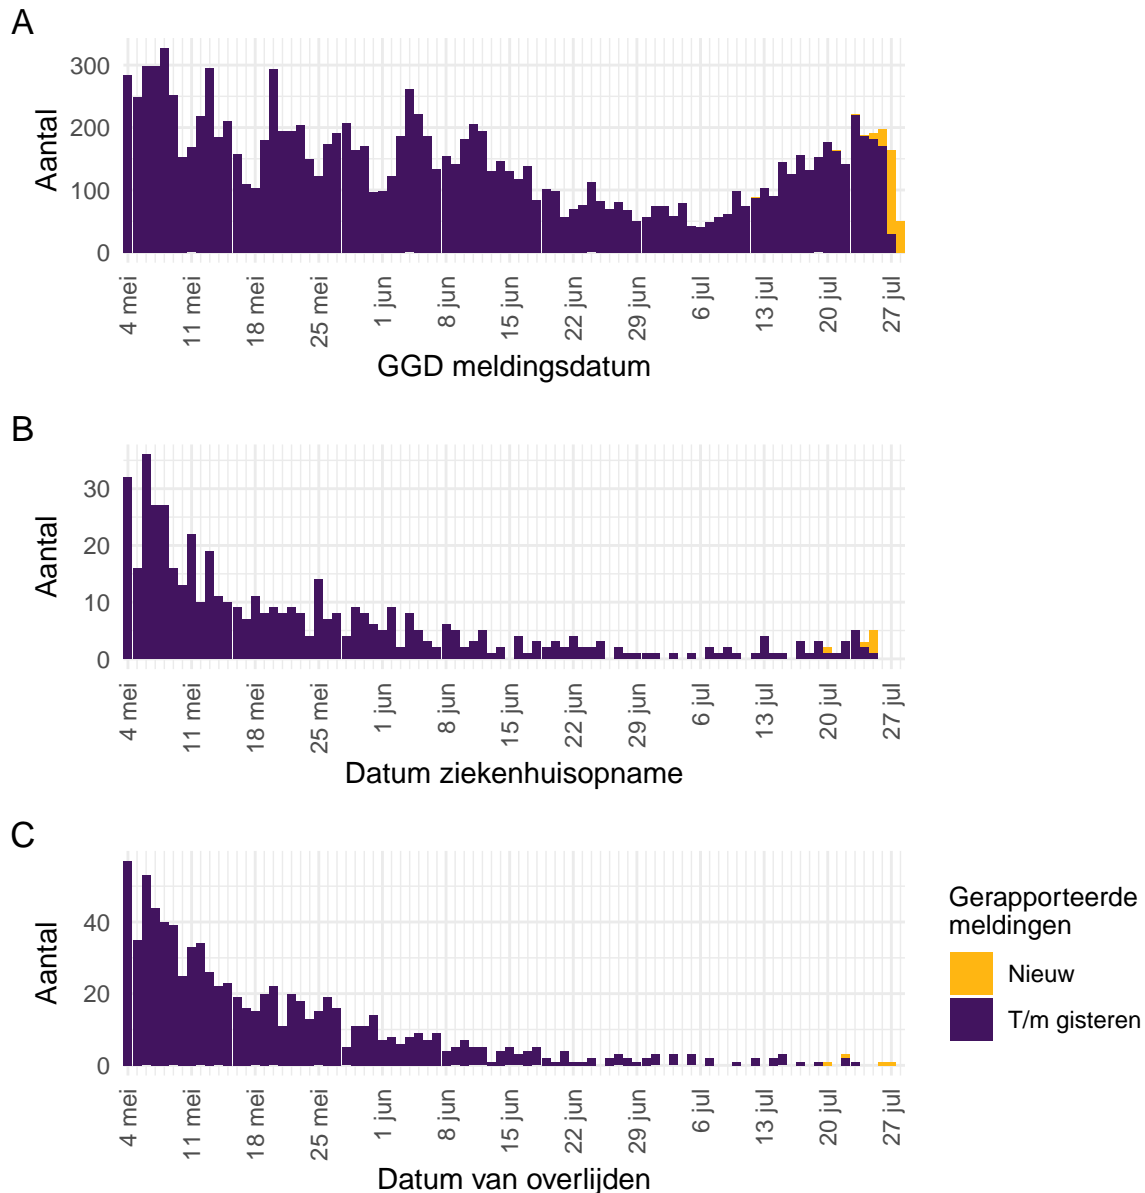 A
300
200
100
0
Aantal
4 mei
11 mei
18 mei
25 mei
1 jun
8 jun
15 jun
22 jun
29 jun
6 jul
13 jul
20 jul
27 jul
GGD meldingsdatum
B
30
20
10
0
Aantal
4 mei
11 mei
18 mei
25 mei
1 jun
8 jun
15 jun
22 jun
29 jun
6 jul
13 jul
20 jul
27 jul
Datum ziekenhuisopname
C
40
20
0
Aantal
4 mei
11 mei
18 mei
25 mei
1 jun
8 jun
15 jun
22 jun
29 jun
6 jul
13 jul
20 jul
27 jul
Datum van overlijden
Gerapporteerde
meldingen
Nieuw
T/m gisteren